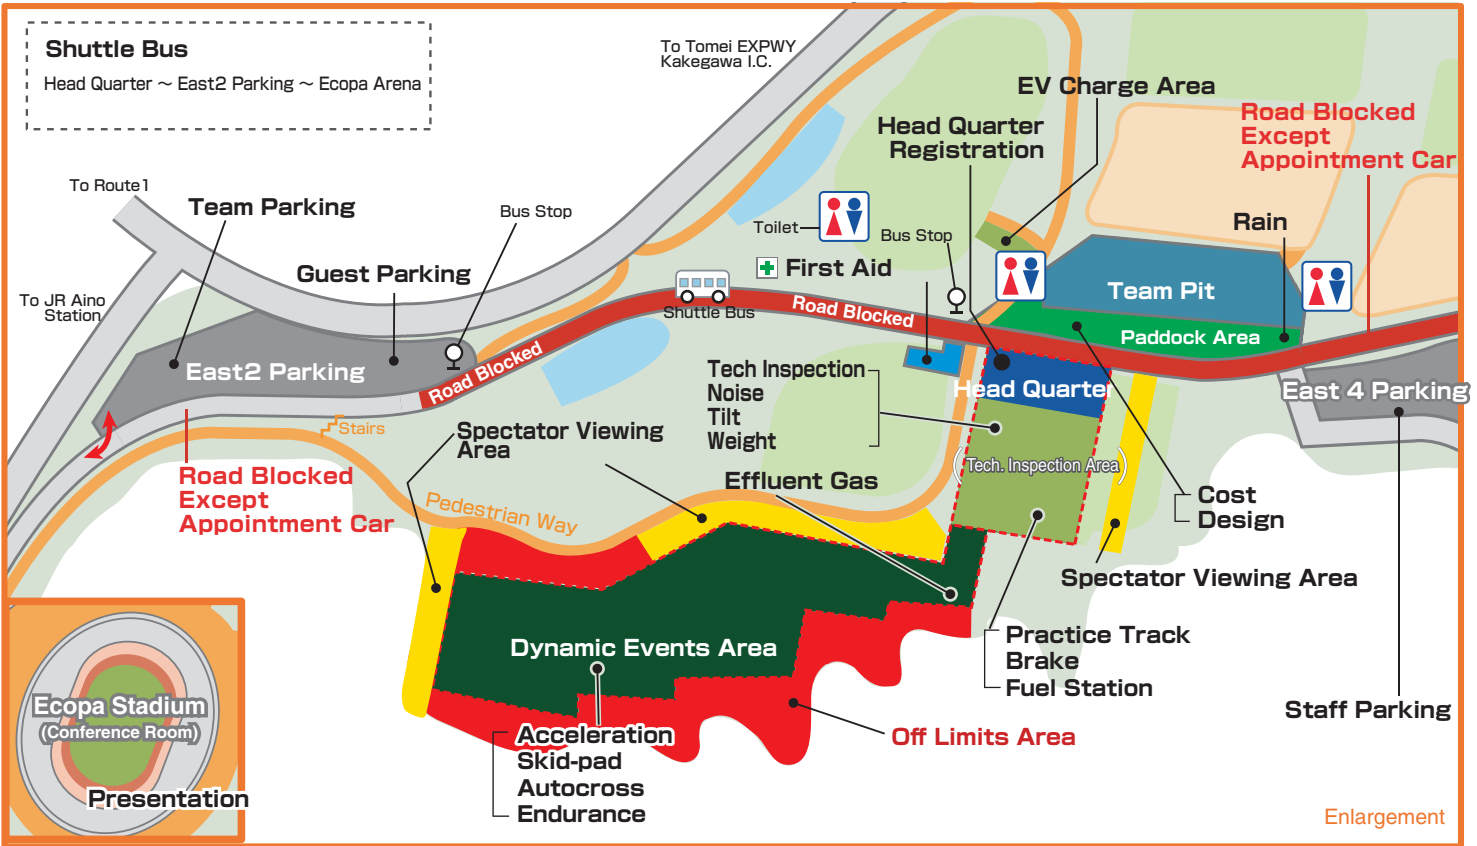 Shuttle Bus
Head Quarter ～ East2 Parking ～ Ecopa Arena
To Tomei EXPWY
Kakegawa I.C.
EV Charge Area
Head Quarter
Registration
Road Blocked
Except
Appointment Car
To Route1
Team Parking
Bus Stop
Toilet
Bus Stop
Rain
Guest Parking
First Aid
To JR Aino
Station
Shuttle Bus
Road Blocked
Team Pit
Paddock Area
East2 Parking
Road Blocked
Tech Inspection
Noise
Tilt
Weight
Head Quarter
East 4 Parking
Stairs
Spectator Viewing
Area
Road Blocked
Except
Appointment Car
Pedestrian Way
Effluent Gas
(Tech. Inspection Area)
Cost
Design
Spectator Viewing Area
Dynamic Events Area
Practice Track
Brake
Fuel Station
Ecopa Stadium
(Conference Room)
Presentation
Off Limits Area
Staff Parking
Acceleration
Skid-pad
Autocross
Endurance
Enlargement